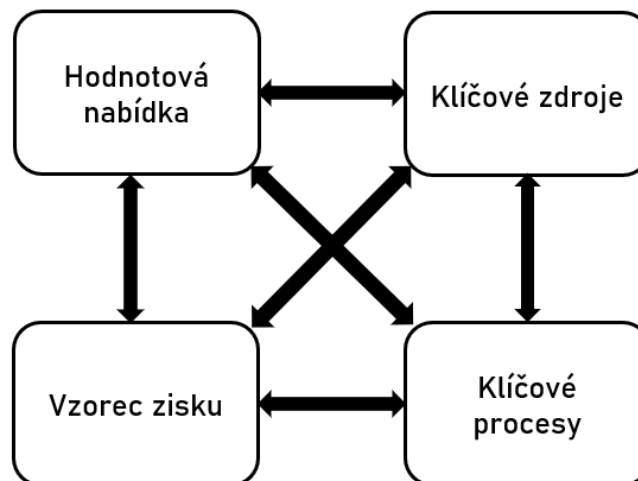 Hodnotová
nabídka
Klíčové zdroje
Vzorec zisku
Klíčové
procesy